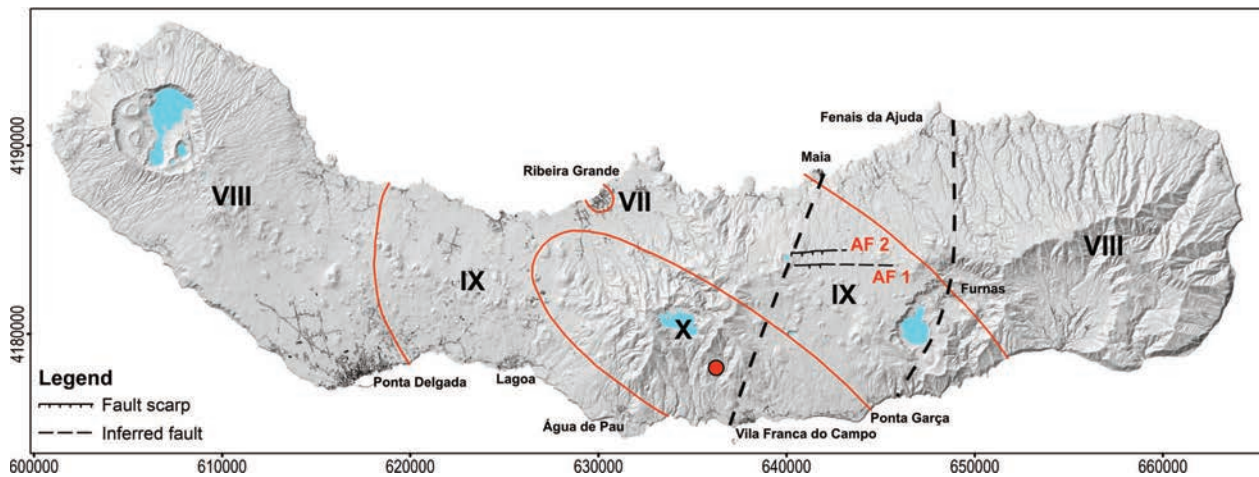 Fenais da Ajuda
4190000
Maia
Ribeira Grande
VIII
VII
AF 2
VIII
IX
AF 1
IX
Furnas
X
4180000
Legend
Ponta Delgada
Lagoa
Fault scarp
Ponta Garça
Água de Pau
Vila Franca do Campo
Inferred fault
600000
610000
620000
630000
640000
650000
660000